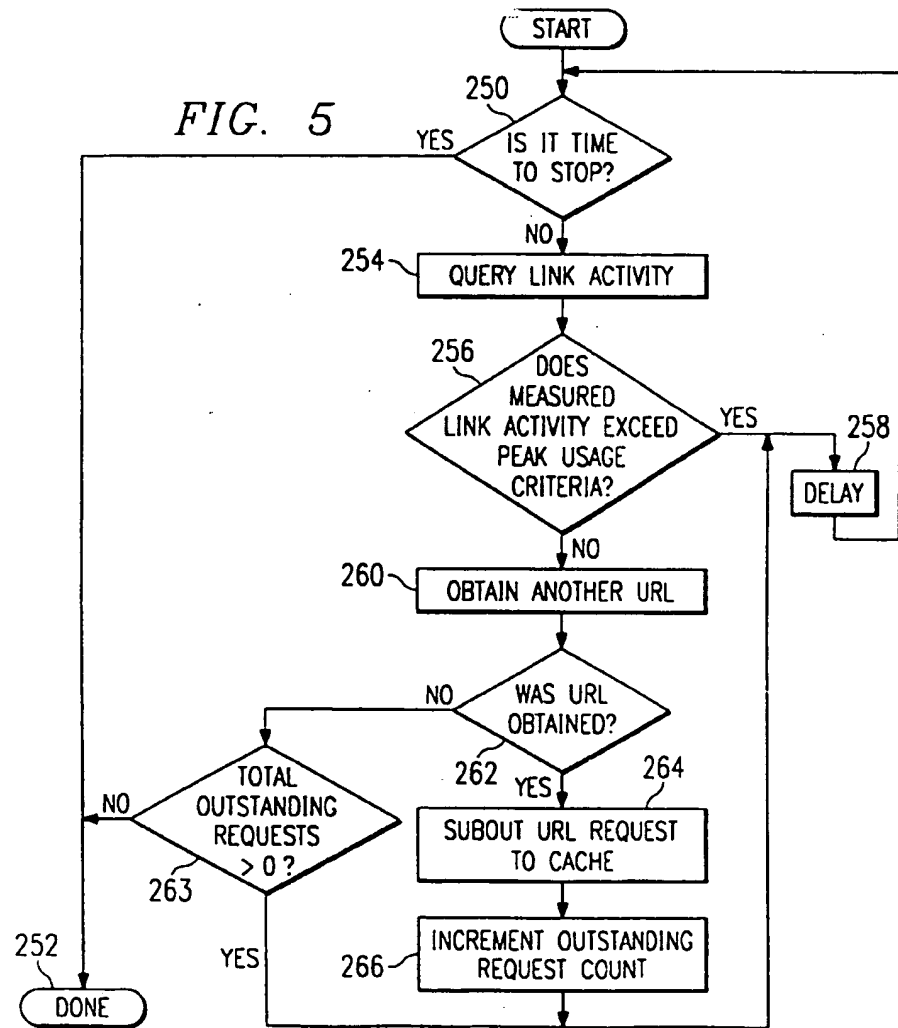 START
FIG. 5
250
YES
IS IT TIME
TO STOP?
NO
254
QUERY LINK ACTIVITY
256
DOES
MEASURED
LINK ACTIVITY EXCEED
PEAK USAGE
CRITERIA?
YES
258
DELAY
NO
260
OBTAIN ANOTHER URL
NO
WAS URL
OBTAINED?
262
YES
264
TOTAL
OUTSTANDING
REQUESTS
> 0?
NO
263
SUBOUT URL REQUEST
TO CACHE
YES
266
INCREMENT OUTSTANDING
REQUEST COUNT
252
DONE